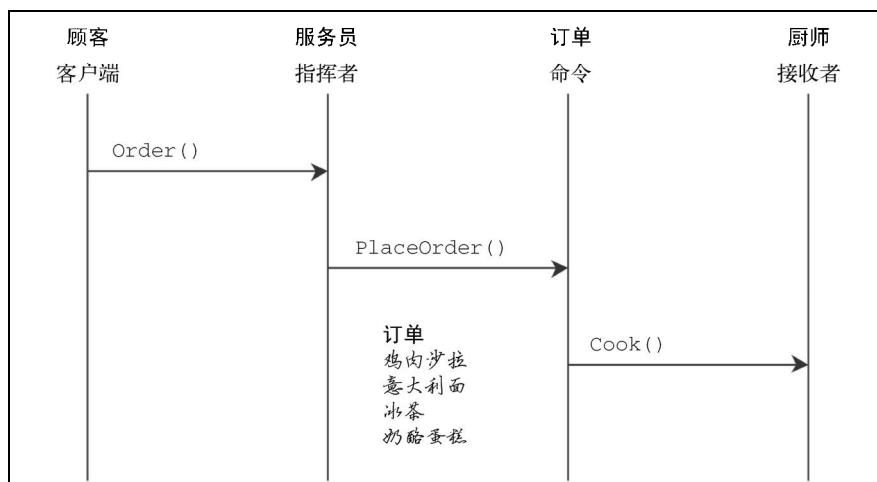 顾客 服务员 订单 厨师
客户端 指挥者 命令 接收者
Order()
PlaceOrder()
订单
鸡肉沙拉
意大利面
冰茶
奶酪蛋糕
Cook()